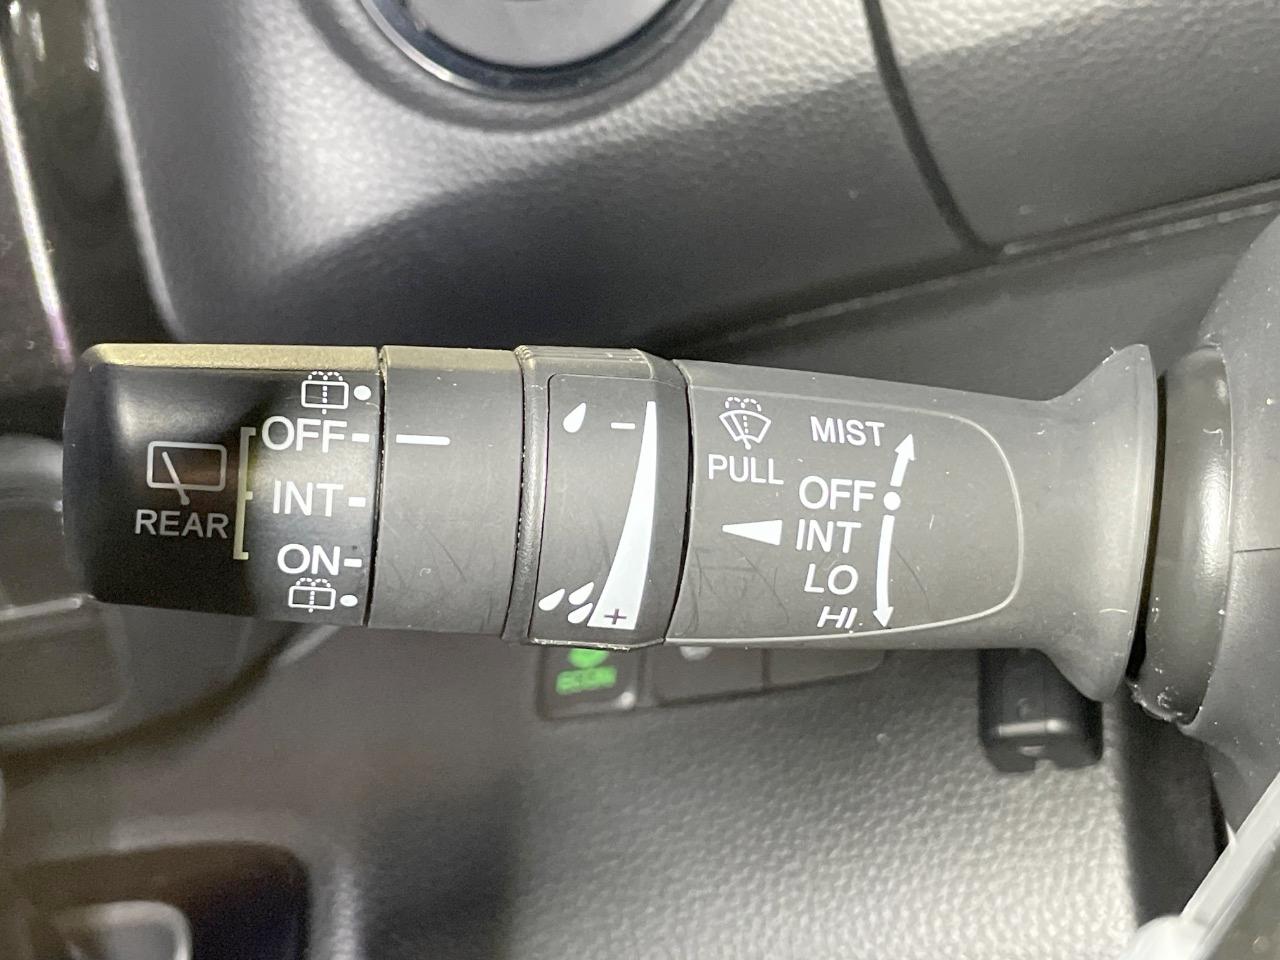 OFF
INT
ON
REAR
−
+
PULL
MIST
OFF
INT
LO
HI